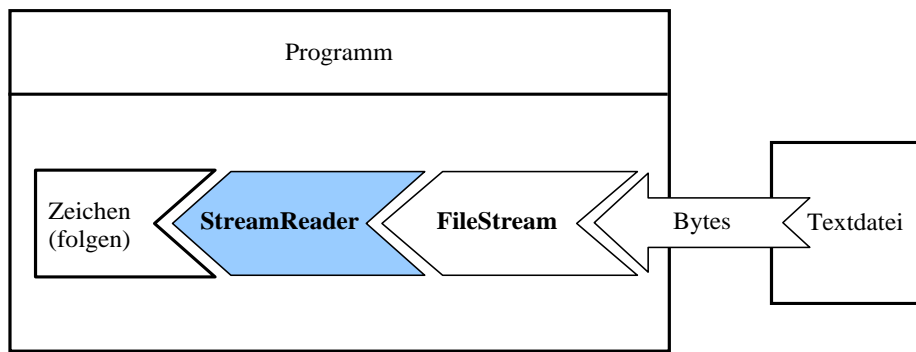 Programm
Zeichen
(folgen)
StreamReader
FileStream
Bytes
Textdatei